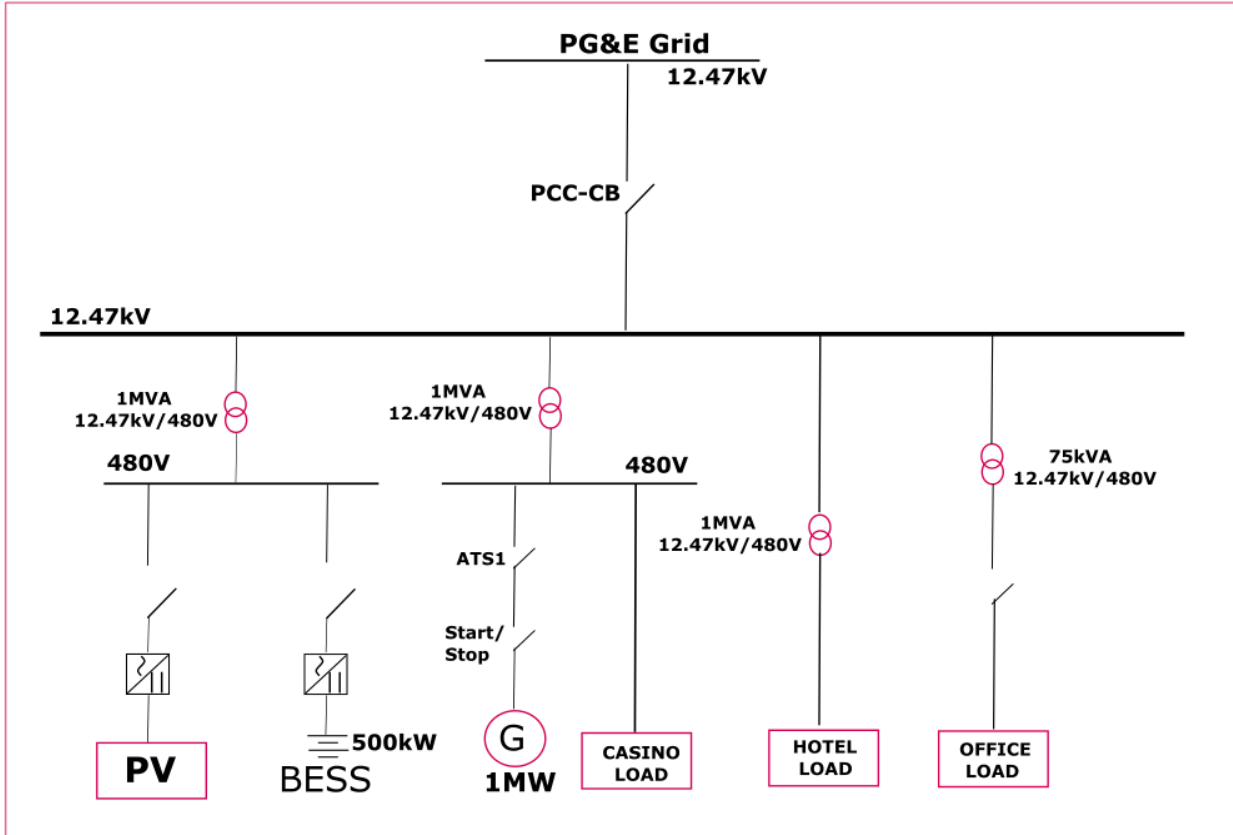 PG&E Grid
12.47kV
PCC-CB
12.47kV
1MVA
12.47kV/480V
1MVA
12.47kV/480V
480V
480V
75kVA
12.47kV/480V
1MVA
12.47kV/480V
ATS1
Start/
Stop
PV
500kW
BESS
G
1MW
CASINO
LOAD
HOTEL
LOAD
OFFICE
LOAD